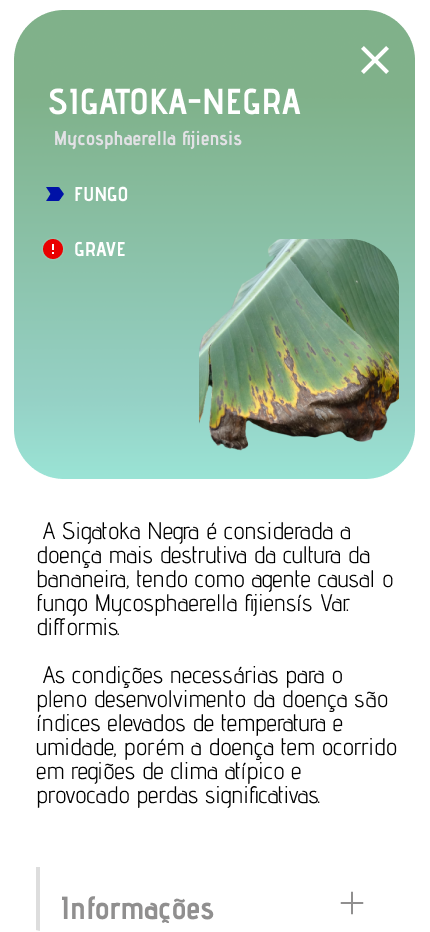 SIGATOKA-NEGRA
Mycosphaerella fijiensis
FUNGO
GRAVE
A Sigatoka Negra é considerada a
doença mais destrutiva da cultura da
bananeira, tendo como agente causal o
fungo Mycosphaerella fijiensís Var.
difformis.
As condições necessárias para o
pleno desenvolvimento da doença são
índices elevados de temperatura e
umidade, porém a doença tem ocorrido
em regiões de clima atípico e
provocado perdas significativas.
Informações